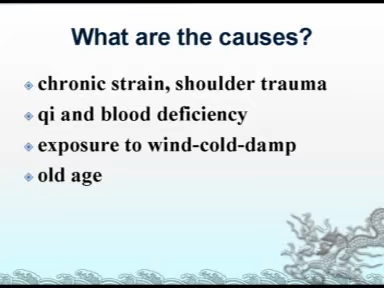 What are the causes?
chronic strain, shoulder trauma
qi and blood deficiency
exposure to wind-cold-damp
old age